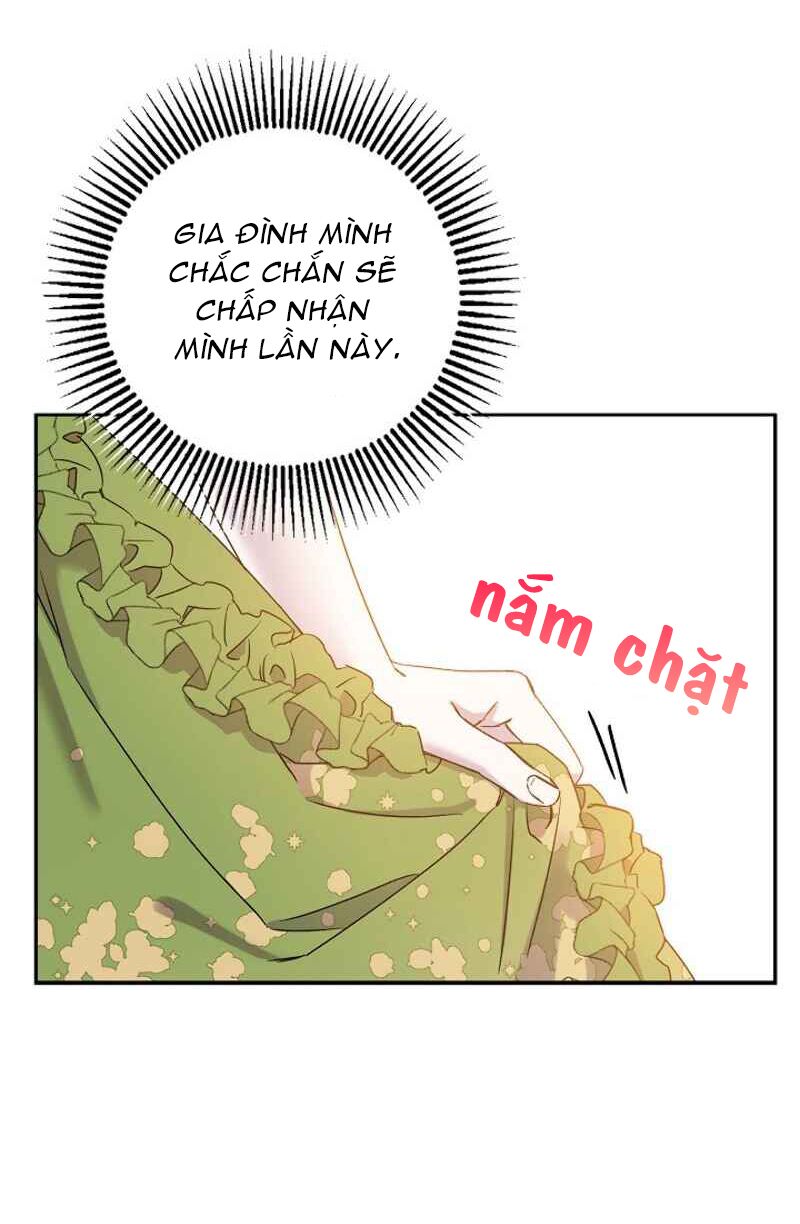 GIA ĐÌNH MÌNH
CHẮC CHẮN SẼ
CHẤP NHẬN
MÌNH LẦN NÀY.
nắm chặt